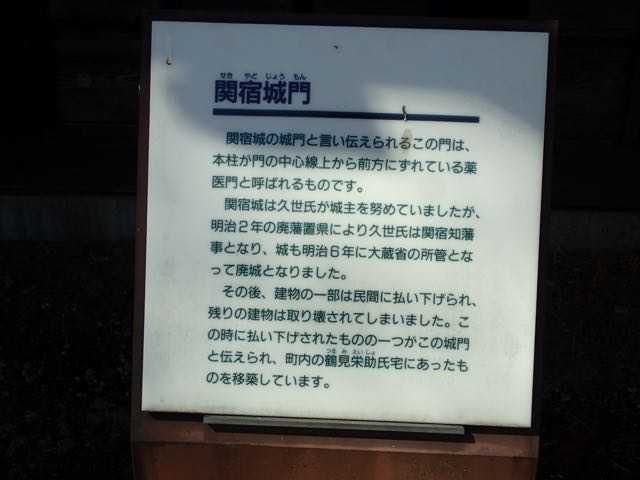 せき やど じょう もん
関宿城門
関宿城の城門と言い伝えられるこの門は、
本柱が門の中心線上から前方にずれている薬
医門と呼ばれるものです。
関宿城は久世氏が城主を努めていましたが、
明治2年の廃藩置県により久世氏は関宿知藩
事となり、城も明治6年に大蔵省の所管とな
って廃城となりました。
その後、建物の一部は民間に払い下げられ、
残りの建物は取り壊されてしまいました。こ
の時に払い下げされたものの一つがこの城門
つる み えい じょ
と伝えられ、町内の鶴見栄助氏宅にあったも
のを移築しています。